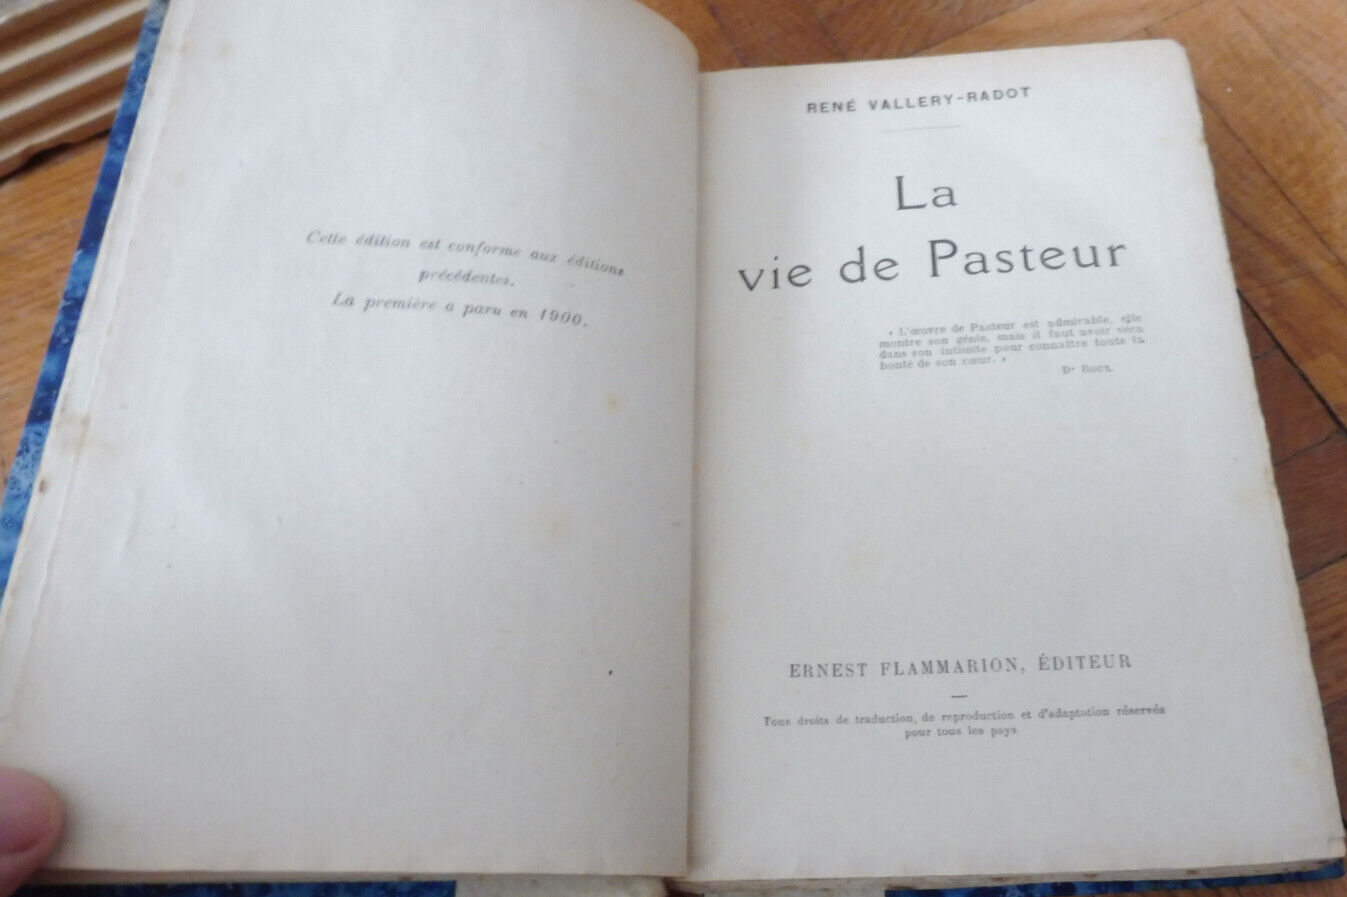 Cette édition est conforme aux éditions
précédentes.
La première a paru en 1900.
RENÉ VALLERY-RADOT
La
vie de Pasteur
« L'œuvre de Pasteur est admirable, elle
montre son génie, mais il faut avoir vécu
dans son intimité pour connaître toute la
bonté de son cœur. »
Dr ROUX.
ERNEST FLAMMARION, ÉDITEUR
Tous droits de traduction, de reproduction et d'adaptation réservés
pour tous les pays